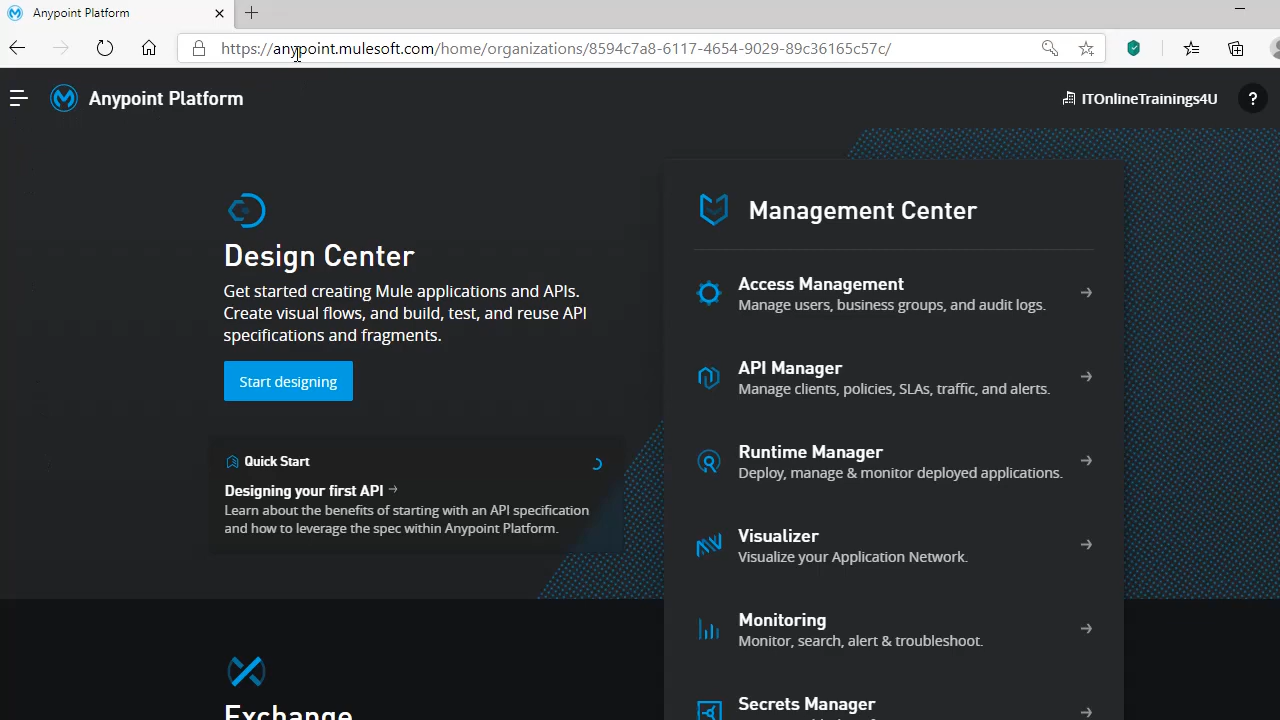 Anypoint Platform
https://anypoint.mulesoft.com/home/organizations/8594c7a8-6117-4654-9029-89c36165c57c/
Anypoint Platform
ITOnlineTrainings4U
?
Design Center
Get started creating Mule applications and APIs.
Create visual flows, and build, test, and reuse API
specifications and fragments.
Start designing
Quick Start
Designing your first API →
Learn about the benefits of starting with an API specification
and how to leverage the spec within Anypoint Platform.
Exchange
Management Center
Access Management
Manage users, business groups, and audit logs.
API Manager
Manage clients, policies, SLAs, traffic, and alerts.
Runtime Manager
Deploy, manage & monitor deployed applications.
Visualizer
Visualize your Application Network.
Monitoring
Monitor, search, alert & troubleshoot.
Secrets Manager